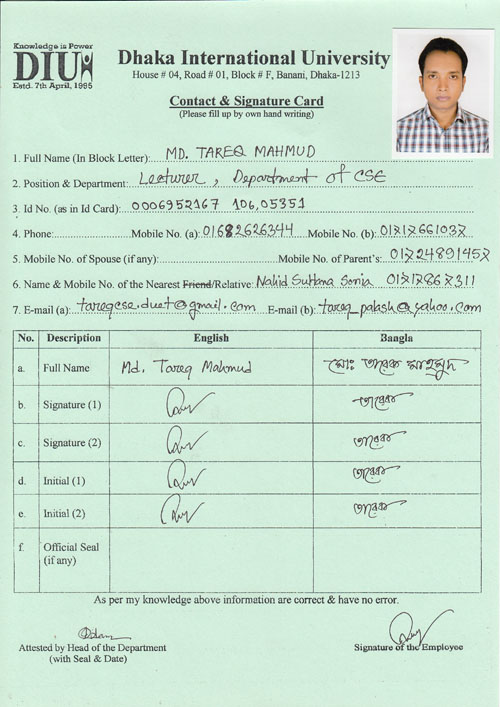 Knowledge is Power
DIU
Estd. 7th April, 1995
Dhaka International University
House # 04, Road # 01, Block # F, Banani, Dhaka-1213
Contact & Signature Card
(Please fill up by own hand writing)
1. Full Name (In Block Letter): MD. TAREQ MAHMUD
2. Position & Department: Lecturer, Department of CSE
3. Id No. (as in Id Card): 0006952167 106,05351
4. Phone: Mobile No. (a): 01682626344 Mobile No. (b): 01717661037
5. Mobile No. of Spouse (if any): Mobile No. of Parent's: 01724891457
6. Name & Mobile No. of the Nearest Friend/Relative: Nahid Sultana Sonia 01717867311
7. E-mail (a): tareqcse.duet@gmail.com E-mail (b): tareq_palash@yahoo.com
No. Description English Bangla
a. Full Name Md. Tareq Mahmud মোঃ তারেক মাহমুদ
b. Signature (1) তারেক
c. Signature (2) তারেক
d. Initial (1) তারেক
e. Initial (2) তারেক
f. Official Seal
(if any)
As per my knowledge above information are correct & have no error.
Attested by Head of the Department
(with Seal & Date)
Signature of the Employee